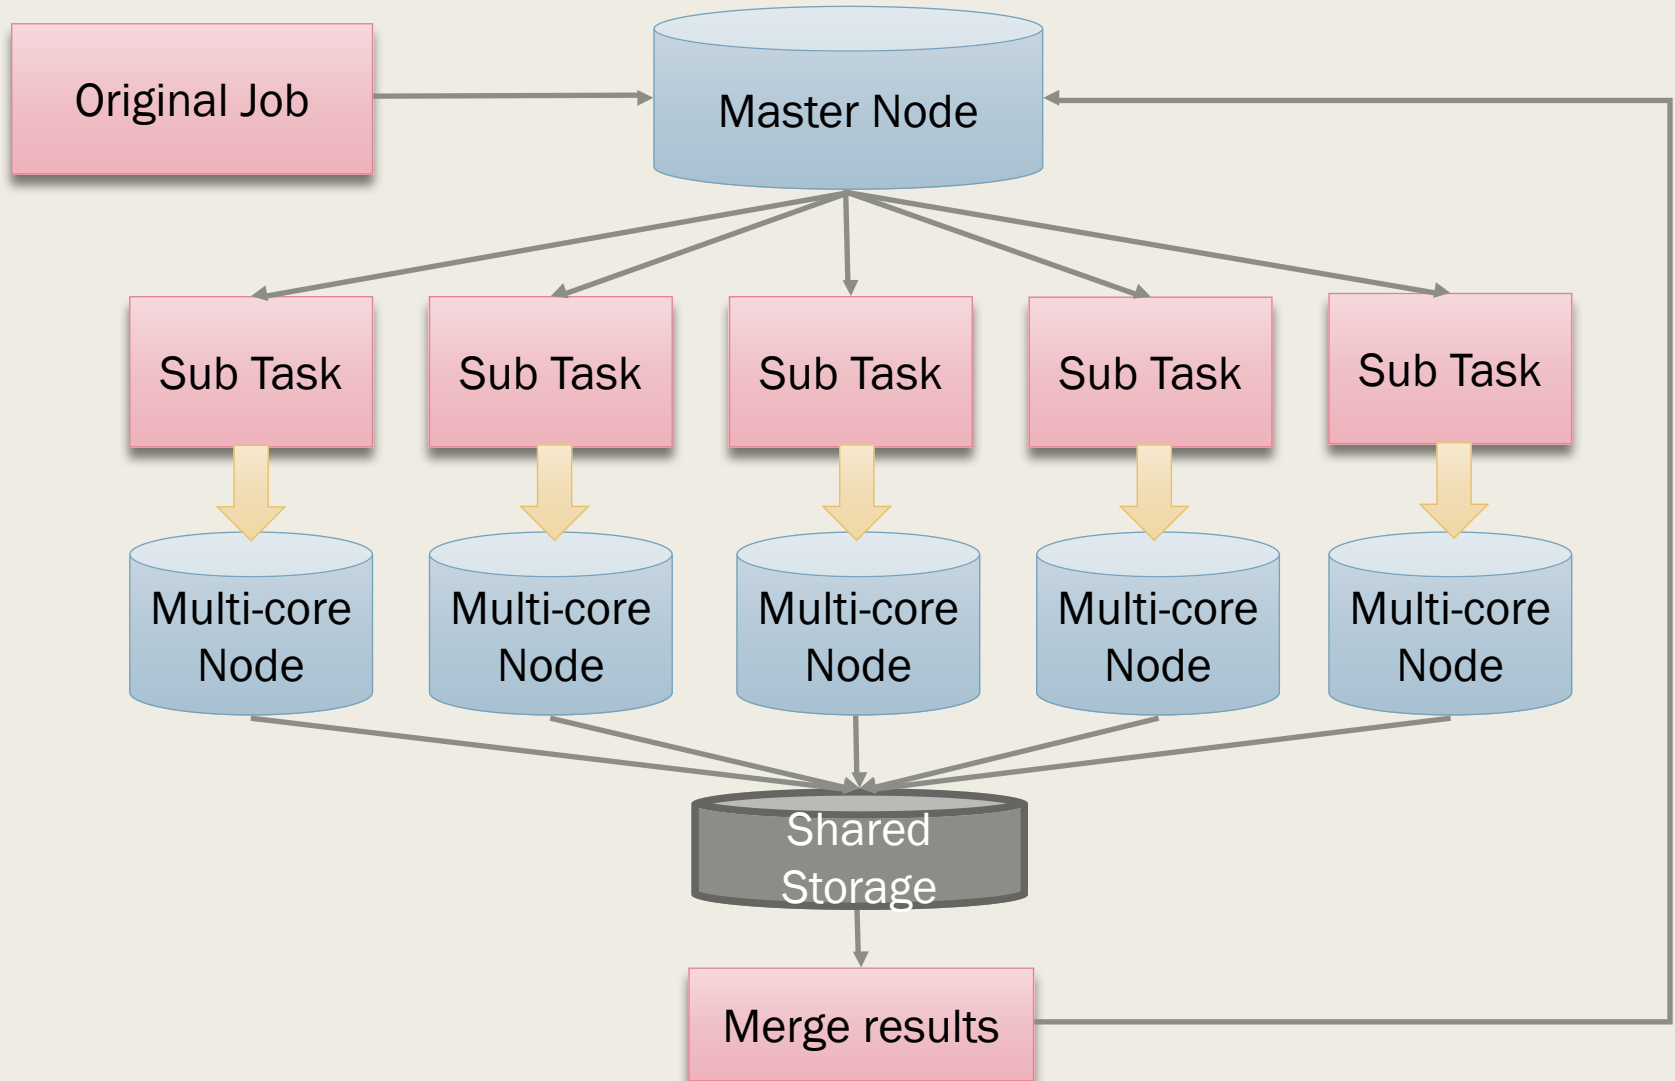 Original Job
Master Node
Sub Task
Sub Task
Sub Task
Sub Task
Sub Task
Multi-core
Node
Multi-core
Node
Multi-core
Node
Multi-core
Node
Multi-core
Node
Shared
Storage
Merge results